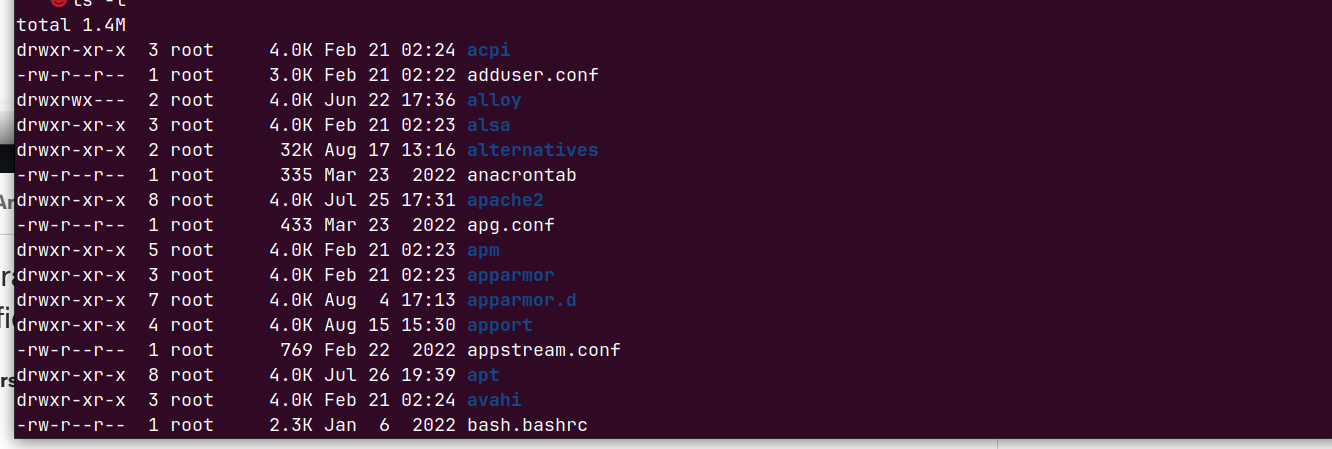 ls -t
total 1.4M
drwxr-xr-x  3 root     4.0K Feb 21 02:24 acpi
-rw-r--r--  1 root     3.0K Feb 21 02:22 adduser.conf
drwxrwx---  2 root     4.0K Jun 22 17:36 alloy
drwxr-xr-x  3 root     4.0K Feb 21 02:23 alsa
drwxr-xr-x  2 root      32K Aug 17 13:16 alternatives
-rw-r--r--  1 root      335 Mar 23  2022 anacrontab
drwxr-xr-x  8 root     4.0K Jul 25 17:31 apache2
-rw-r--r--  1 root      433 Mar 23  2022 apg.conf
drwxr-xr-x  5 root     4.0K Feb 21 02:23 apm
drwxr-xr-x  3 root     4.0K Feb 21 02:23 apparmor
drwxr-xr-x  7 root     4.0K Aug  4 17:13 apparmor.d
drwxr-xr-x  4 root     4.0K Aug 15 15:30 apport
-rw-r--r--  1 root      769 Feb 22  2022 appstream.conf
drwxr-xr-x  8 root     4.0K Jul 26 19:39 apt
drwxr-xr-x  3 root     4.0K Feb 21 02:24 avahi
-rw-r--r--  1 root     2.3K Jan  6  2022 bash.bashrc